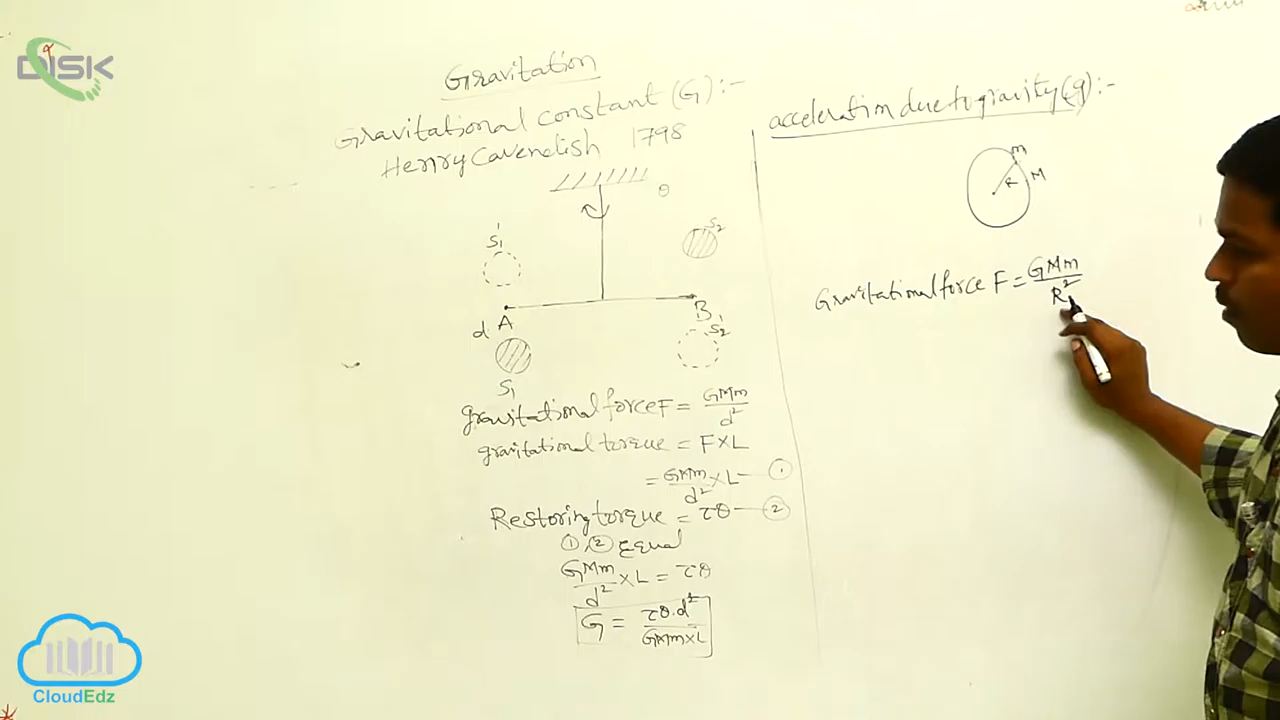 DISK
Gravitation
Gravitational constant (G) :-
Henry Cavendish 1798
θ
S₁'
S₂
A
B
d
S₂'
S₁
gravitational force F = GMm/d²
gravitational torque = F×L
= GMm/d² ×L — ①
Restoring torque = τθ — ②
①, ② equal
GMm/d² × L = τθ
G = τθ.d²/GMm×L
acceleration due to gravity (g) :-
m
R
M
Gravitational force F = GMm/R²
CloudEdz